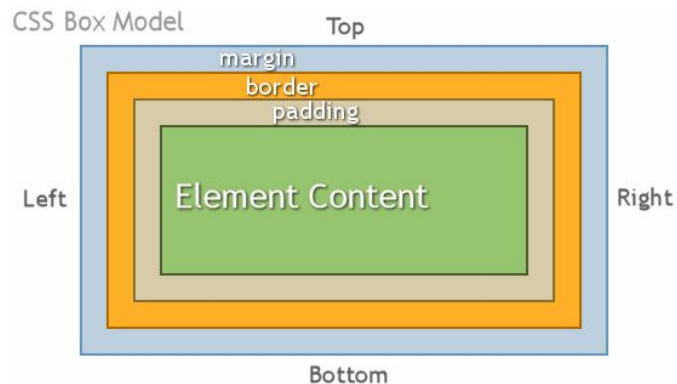 CSS Box Model
Top
margin
border
padding
Left
Element Content
Right
Bottom